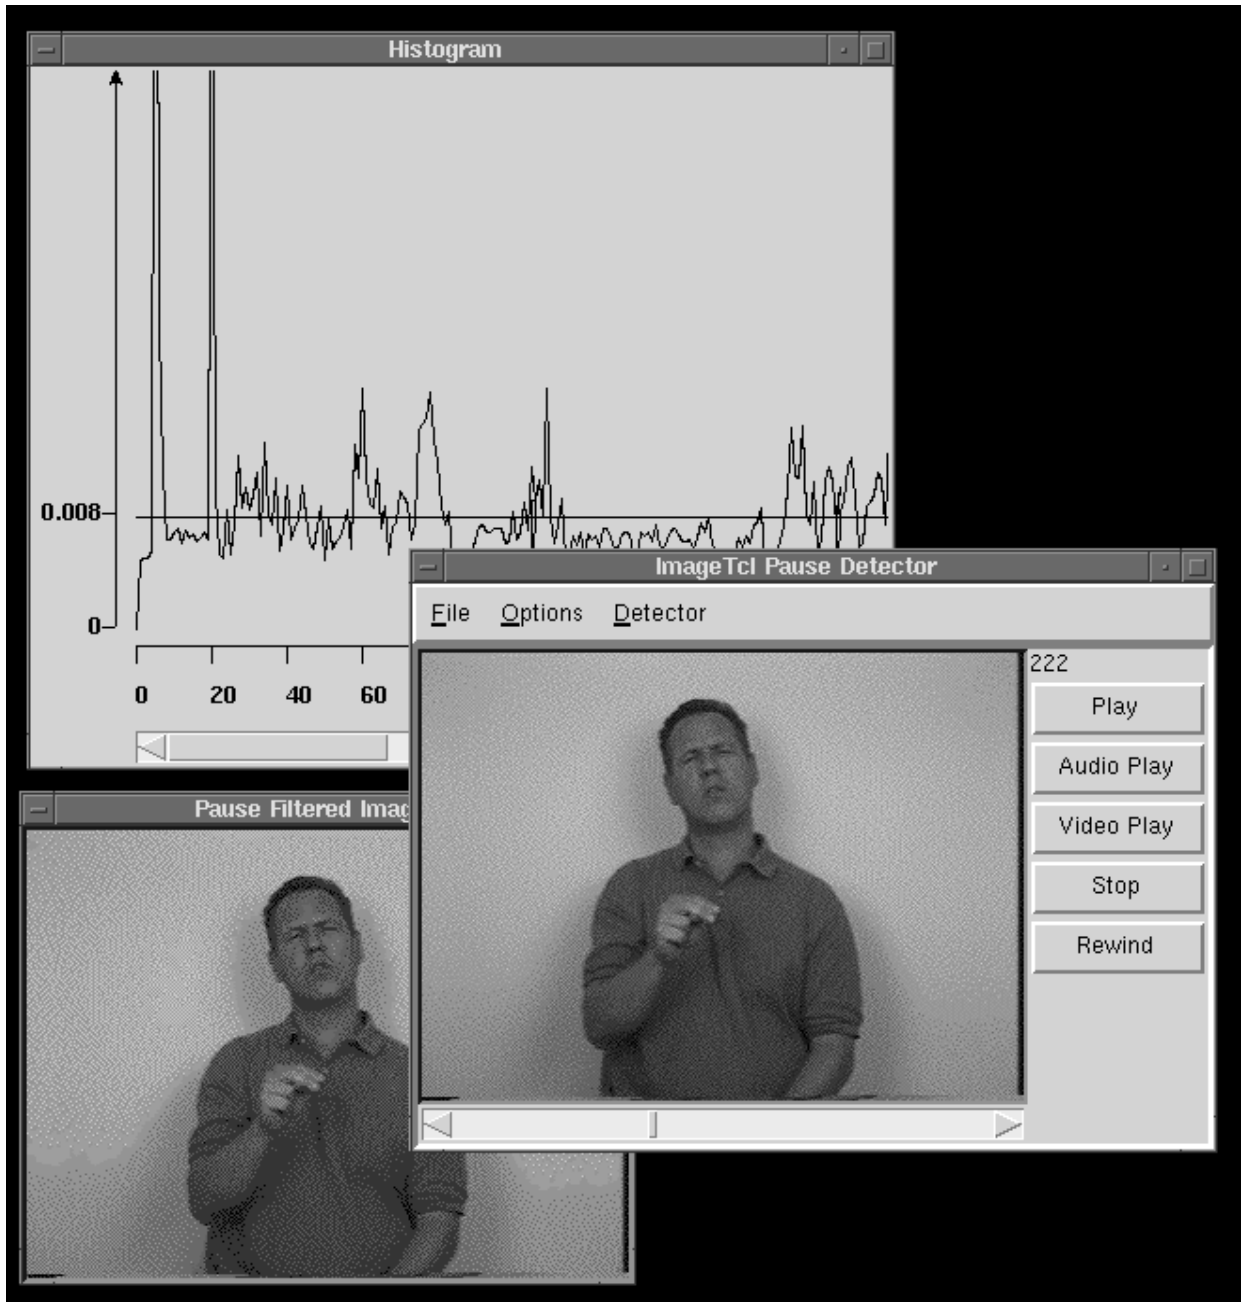 Histogram
0.008
0
0 20 40 60
ImageTcl Pause Detector
File Options Detector
222
Play
Audio Play
Video Play
Stop
Rewind
Pause Filtered Imag